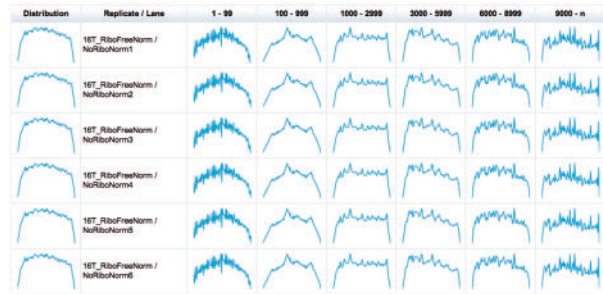 Distribution Replicate / Lane 1 - 99 100 - 999 1000 - 2999 3000 - 5999 6000 - 8999 9000 - n
16T_RiboFreeNorm /
NoRiboNorm1
16T_RiboFreeNorm /
NoRiboNorm2
16T_RiboFreeNorm /
NoRiboNorm3
16T_RiboFreeNorm /
NoRiboNorm4
16T_RiboFreeNorm /
NoRiboNorm5
16T_RiboFreeNorm /
NoRiboNorm6